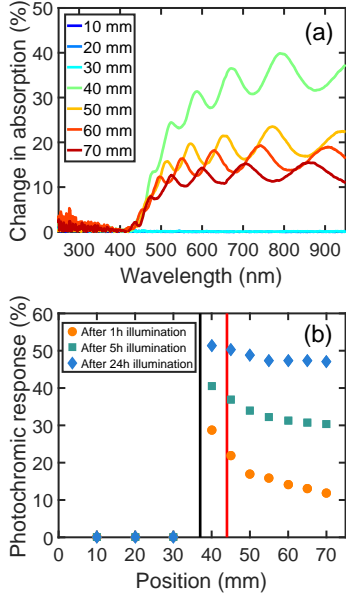 (a)
Change in absorption (%)
50
40
30
20
10
0
10 mm
20 mm
30 mm
40 mm
50 mm
60 mm
70 mm
300 400 500 600 700 800 900
Wavelength (nm)
(b)
Photochromic response (%)
60
50
40
30
20
10
0
After 1h illumination
After 5h illumination
After 24h illumination
0 10 20 30 40 50 60 70
Position (mm)